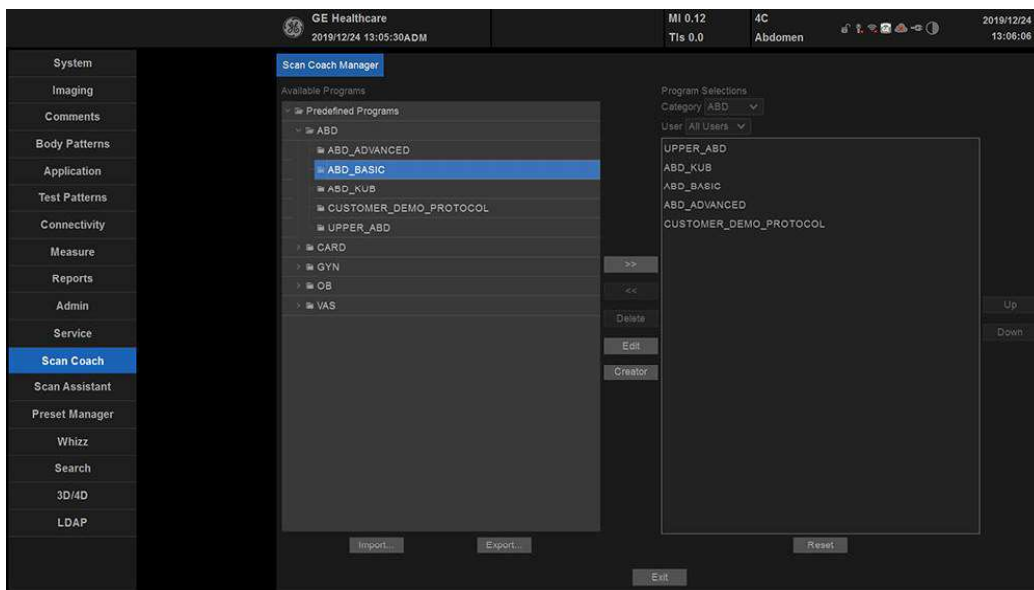 GE Healthcare
2019/12/24 13:05:30ADM
MI 0.12
TIs 0.0
4C
Abdomen
2019/12/24
13:06:06
System
Imaging
Comments
Body Patterns
Application
Test Patterns
Connectivity
Measure
Reports
Admin
Service
Scan Coach
Scan Assistant
Preset Manager
Whizz
Search
3D/4D
LDAP
Scan Coach Manager
Available Programs
Predefined Programs
ABD
ABD_ADVANCED
ABD_BASIC
ABD_KUB
CUSTOMER_DEMO_PROTOCOL
UPPER_ABD
CARD
GYN
OB
VAS
>>
<<
Delete
Edit
Creator
Program Selections
Category ABD
User All Users
UPPER_ABD
ABD_KUB
ABD_BASIC
ABD_ADVANCED
CUSTOMER_DEMO_PROTOCOL
Up
Down
Import...
Export...
Reset
Exit